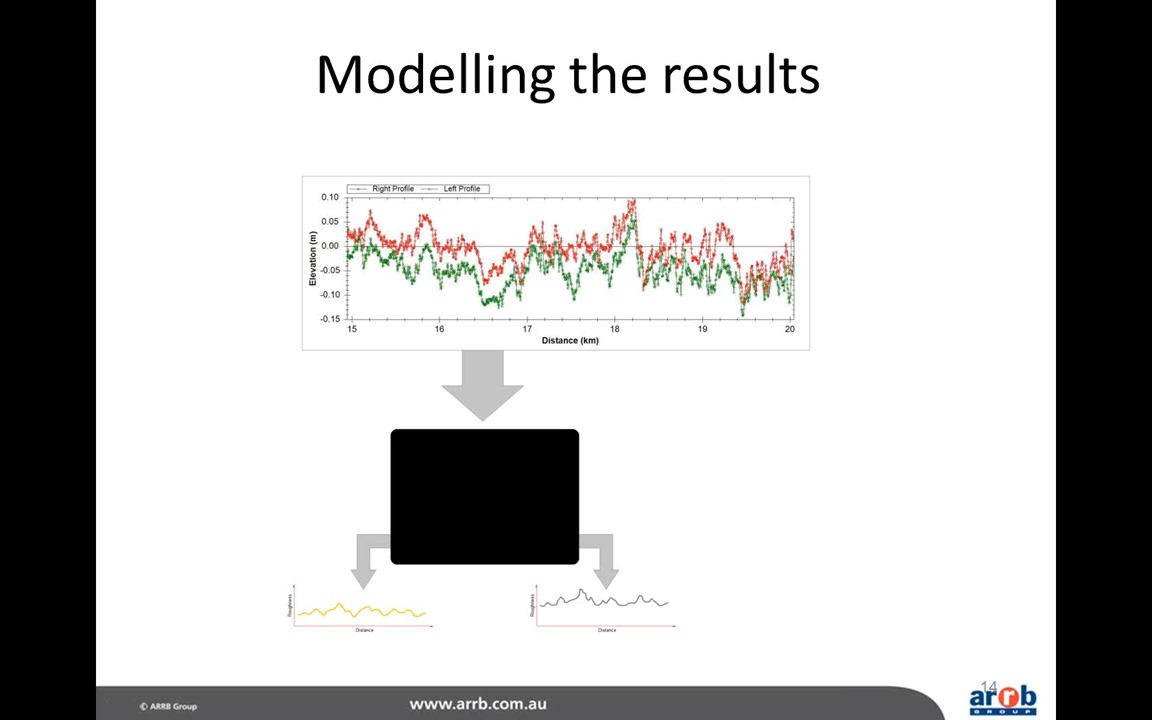 Modelling the results
Right Profile Left Profile
0.10
0.05
0.00
-0.05
-0.10
-0.15
Elevation (m)
15 16 17 18 19 20
Distance (km)
Roughness
Distance
Roughness
Distance
© ARRB Group
www.arrb.com.au
14
arrb
GROUP